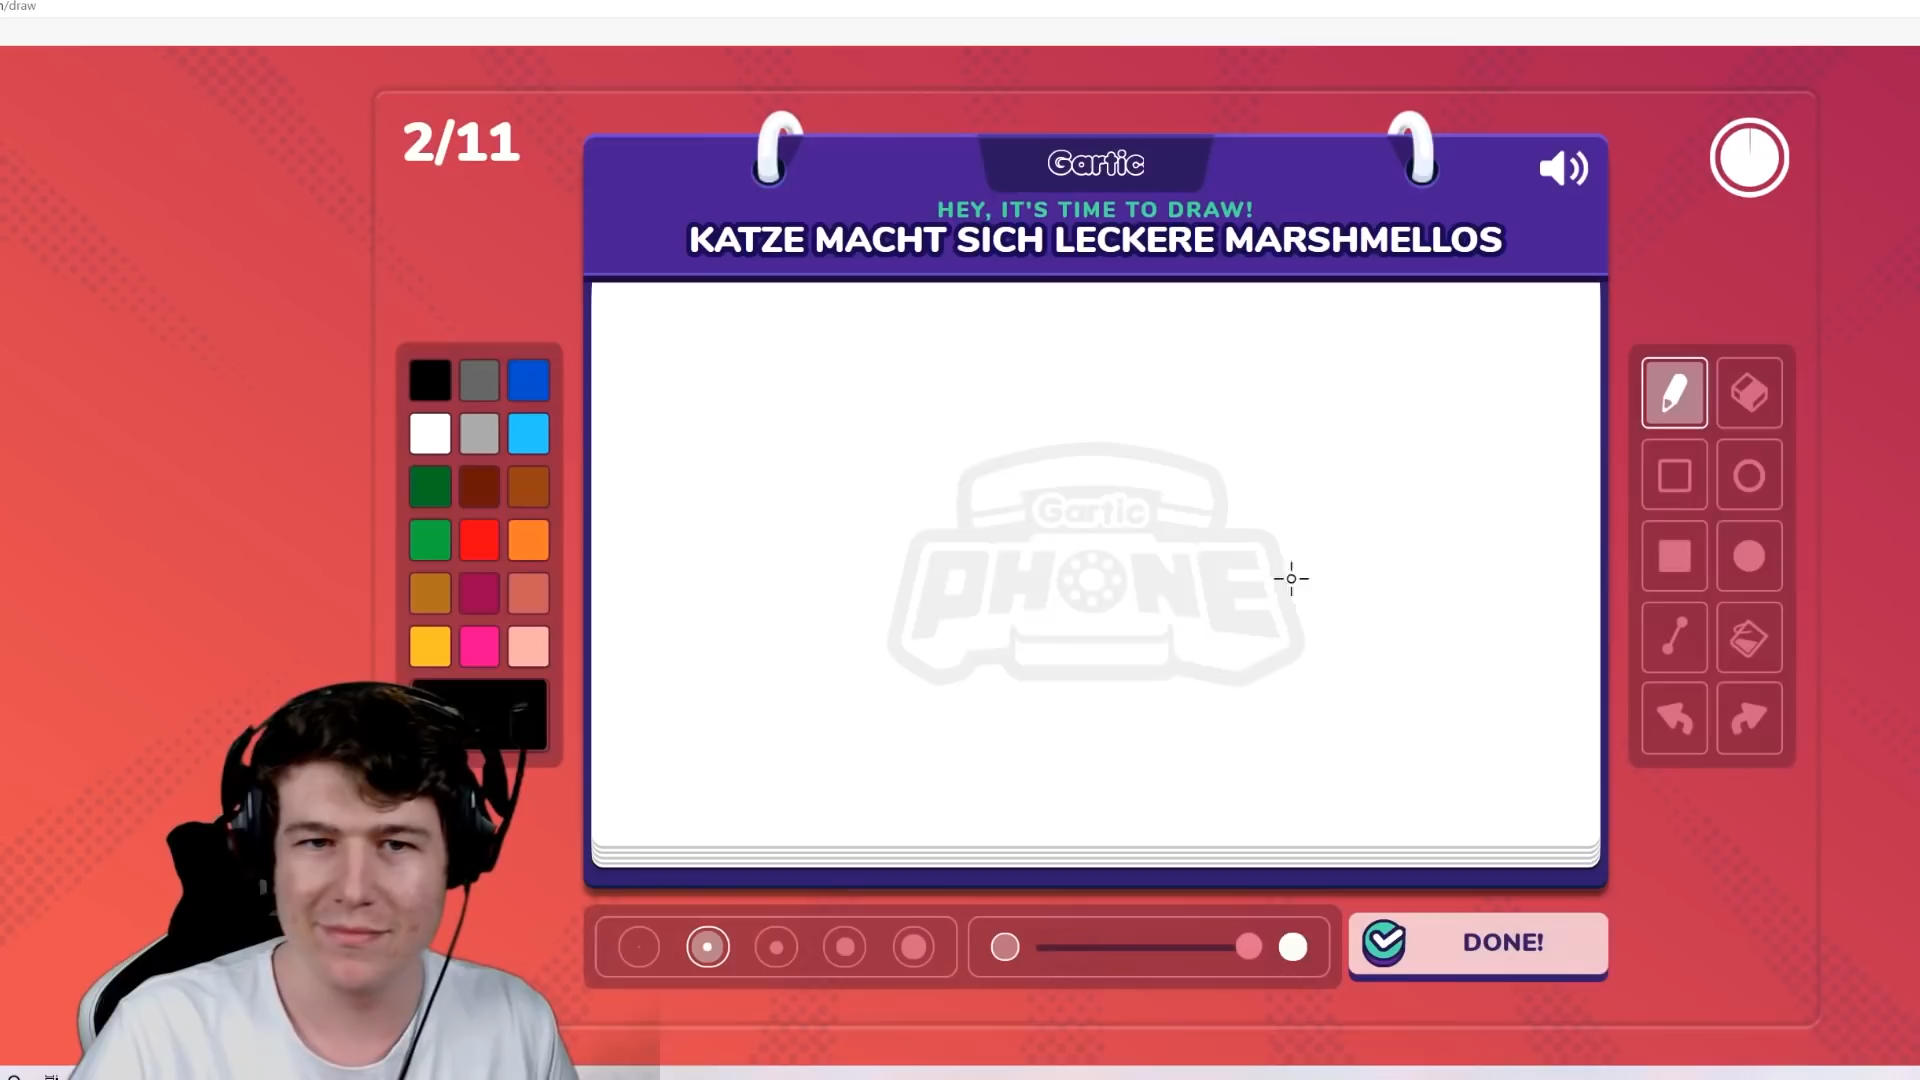 /draw
2/11
Gartic
HEY, IT'S TIME TO DRAW!
KATZE MACHT SICH LECKERE MARSHMELLOS
Gartic
PHONE
DONE!